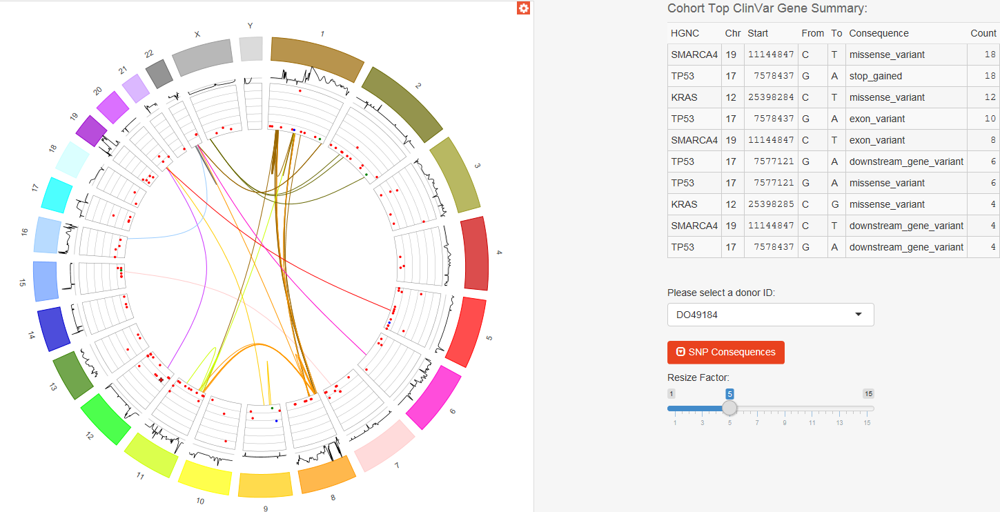 Cohort Top ClinVar Gene Summary:
HGNC Chr Start From To Consequence Count
SMARCA4 19 11144847 C T missense_variant 18
TP53 17 7578437 G A stop_gained 18
KRAS 12 25398284 C T missense_variant 12
TP53 17 7578437 G A exon_variant 10
SMARCA4 19 11144847 C T exon_variant 8
TP53 17 7577121 G A downstream_gene_variant 6
TP53 17 7577121 G A missense_variant 6
KRAS 12 25398285 C G missense_variant 4
SMARCA4 19 11144847 C T downstream_gene_variant 4
TP53 17 7578437 G A downstream_gene_variant 4
Please select a donor ID:
DO49184
SNP Consequences
Resize Factor:
1 5 15
1 3 5 7 9 11 13 15
1
2
3
4
5
6
7
8
9
10
11
12
13
14
15
16
17
18
19
20
21
22
X
Y